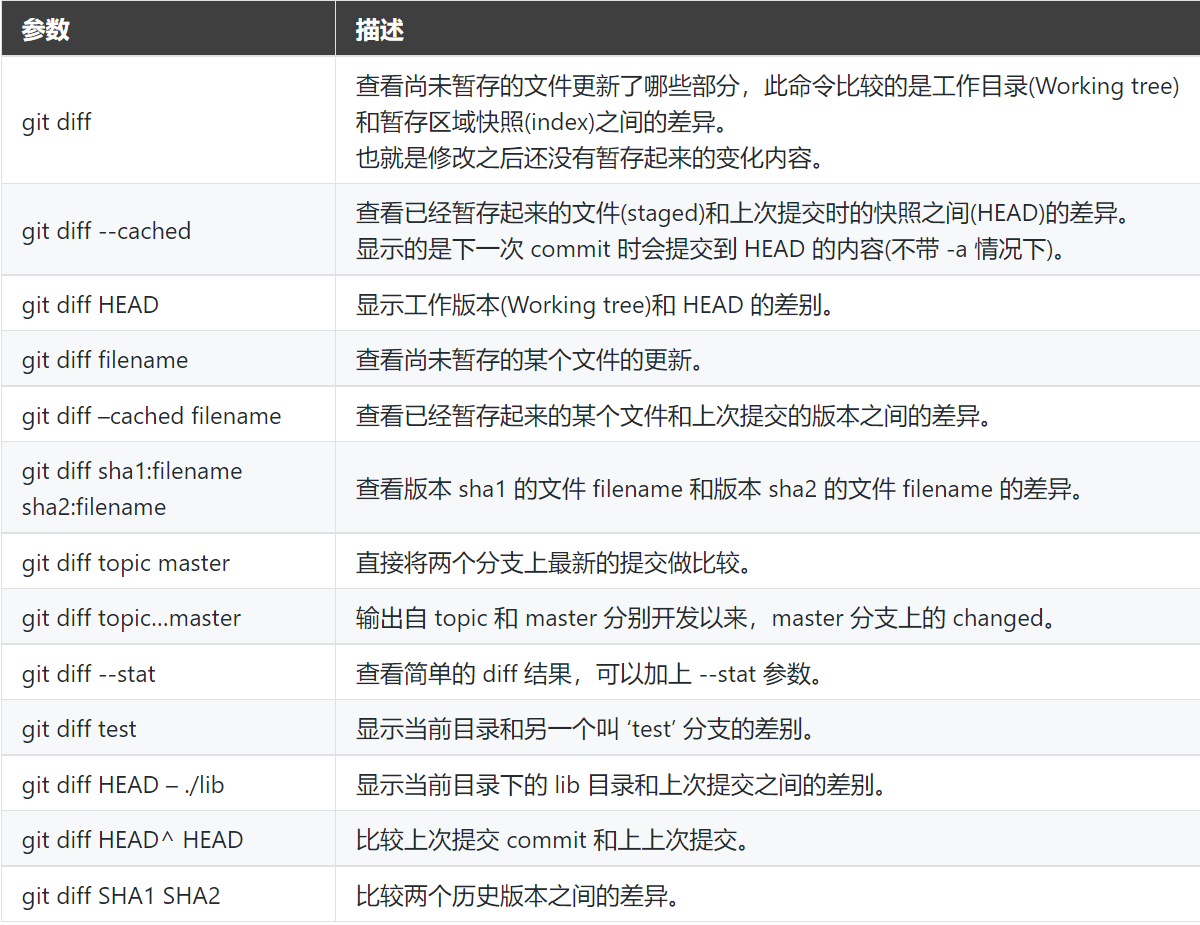 参数
描述
git diff
查看尚未暂存的文件更新了哪些部分，此命令比较的是工作目录(Working tree)
和暂存区域快照(index)之间的差异。
也就是修改之后还没有暂存起来的变化内容。
git diff --cached
查看已经暂存起来的文件(staged)和上次提交时的快照之间(HEAD)的差异。
显示的是下一次 commit 时会提交到 HEAD 的内容(不带 -a 情况下)。
git diff HEAD
显示工作版本(Working tree)和 HEAD 的差别。
git diff filename
查看尚未暂存的某个文件的更新。
git diff –cached filename
查看已经暂存起来的某个文件和上次提交的版本之间的差异。
git diff sha1:filename
sha2:filename
查看版本 sha1 的文件 filename 和版本 sha2 的文件 filename 的差异。
git diff topic master
直接将两个分支上最新的提交做比较。
git diff topic…master
输出自 topic 和 master 分别开发以来，master 分支上的 changed。
git diff --stat
查看简单的 diff 结果，可以加上 --stat 参数。
git diff test
显示当前目录和另一个叫 ‘test’ 分支的差别。
git diff HEAD – ./lib
显示当前目录下的 lib 目录和上次提交之间的差别。
git diff HEAD^ HEAD
比较上次提交 commit 和上上次提交。
git diff SHA1 SHA2
比较两个历史版本之间的差异。